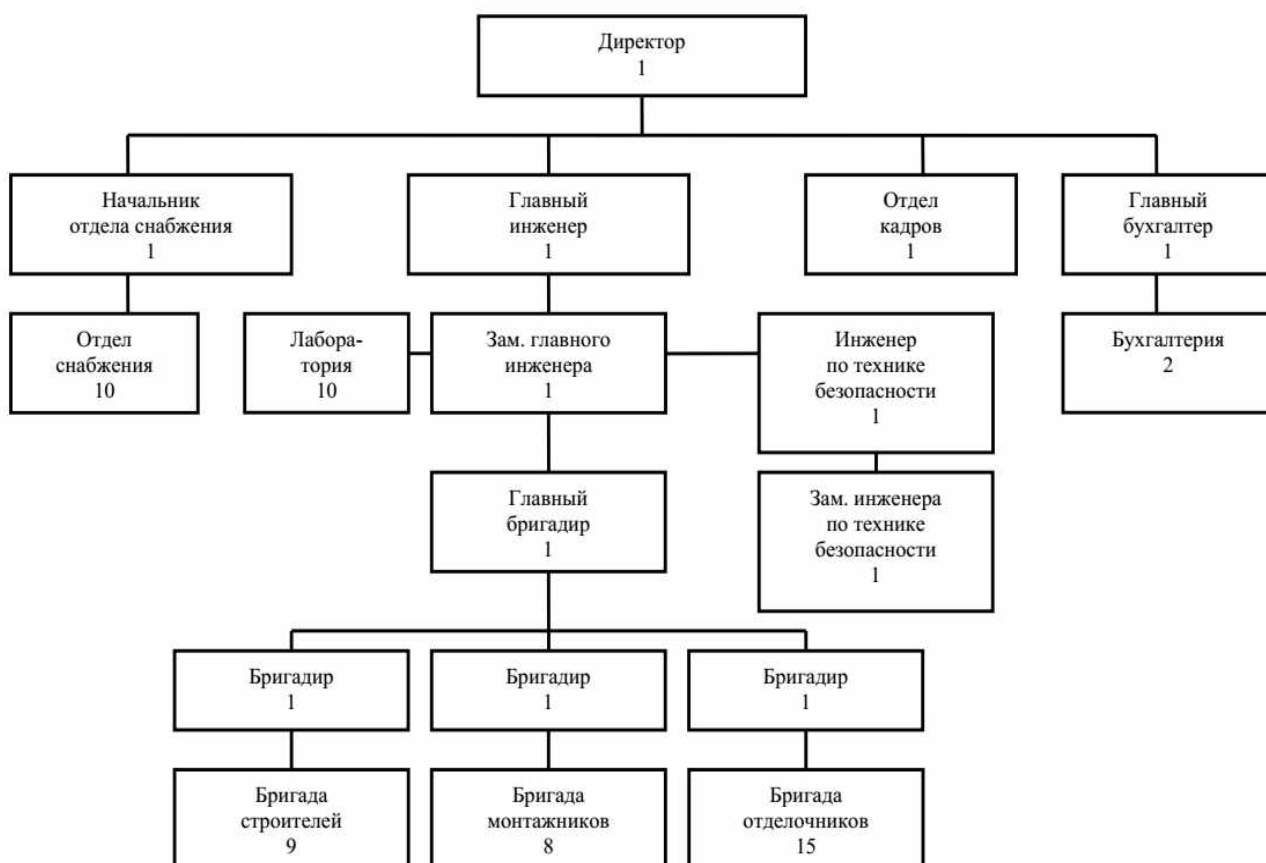 Директор
1
Начальник
отдела снабжения
1
Главный
инженер
1
Отдел
кадров
1
Главный
бухгалтер
1
Отдел
снабжения
10
Лабора-
тория
10
Зам. главного
инженера
1
Инженер
по технике
безопасности
1
Бухгалтерия
2
Главный
бригадир
1
Зам. инженера
по технике
безопасности
1
Бригадир
1
Бригадир
1
Бригадир
1
Бригада
строителей
9
Бригада
монтажников
8
Бригада
отделочников
15